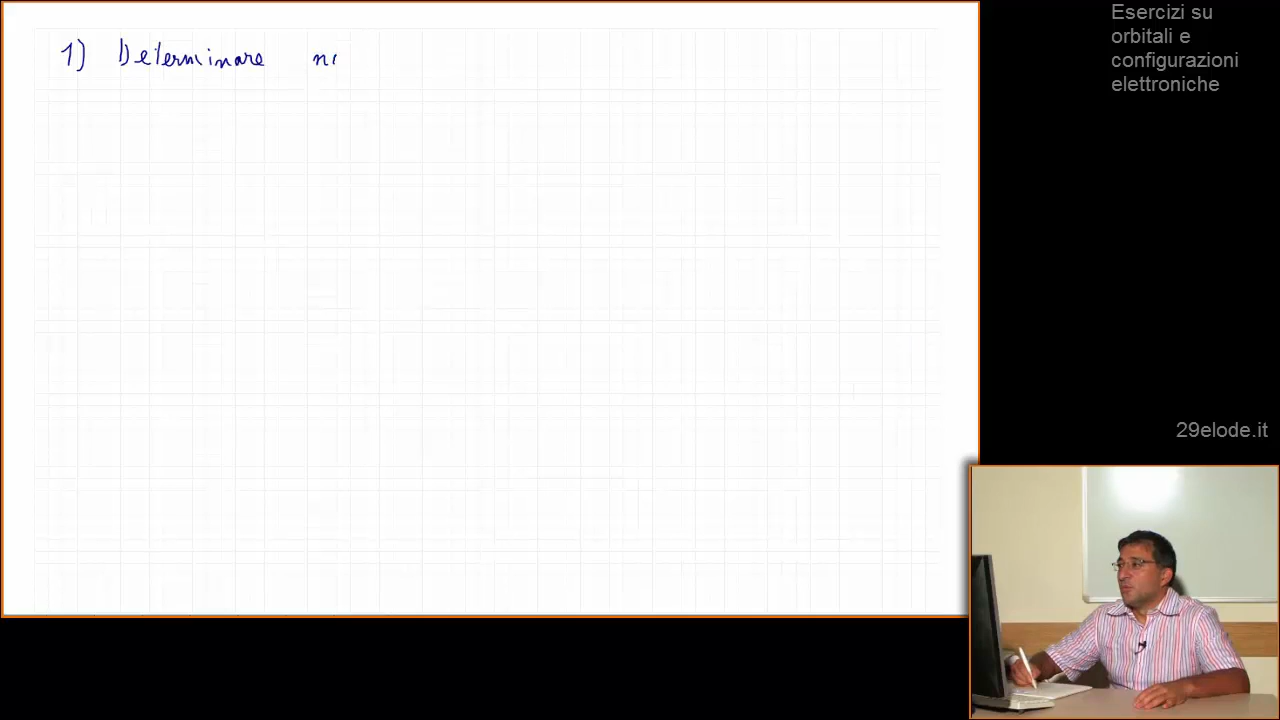 Esercizi su
orbitali e
configurazioni
elettroniche
1) Determinare
29elode.it